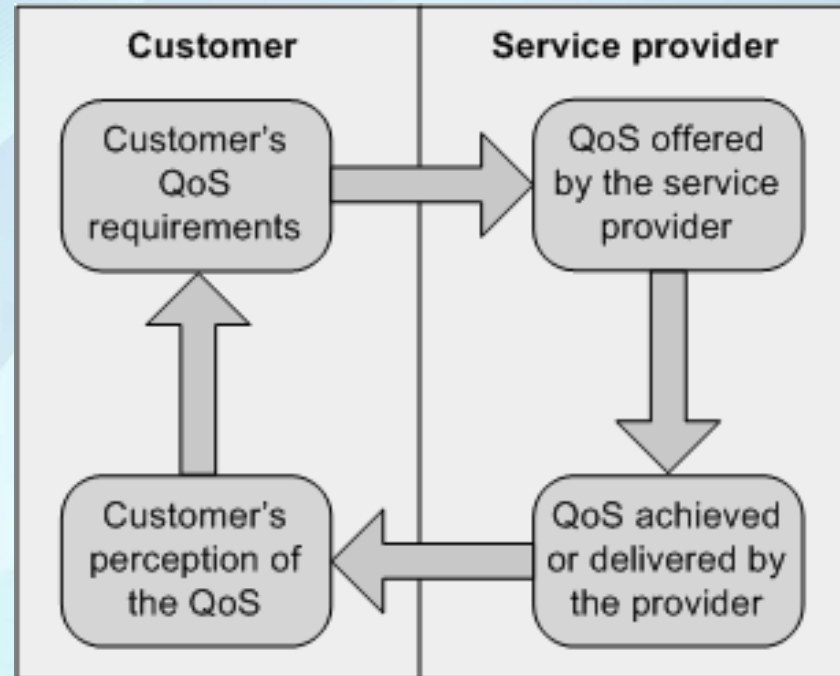 Customer
Service provider
Customer's
QoS
requirements
QoS offered
by the service
provider
Customer's
perception of
the QoS
QoS achieved
or delivered by
the provider